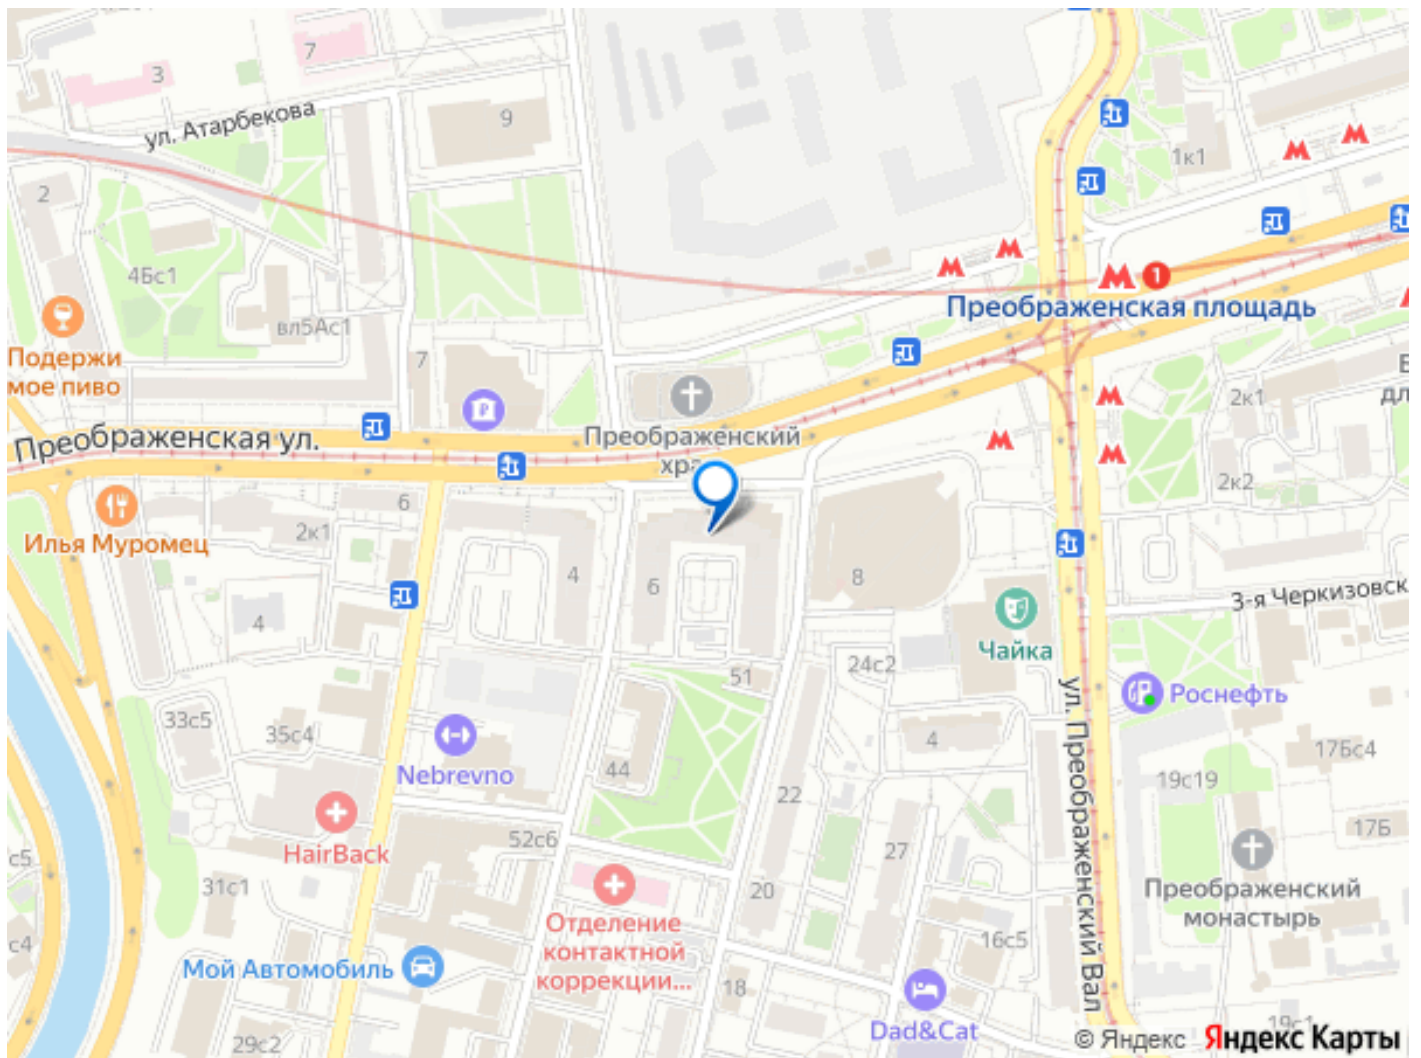 7
3
ул. Атарбекова
9
1к1
2
4Бс1
вл5Ас1
1
Преображенская площадь
Подержи
мое пиво
7
2к1
Преображенская ул.
Преображенский
хра
2к2
6
Илья Муромец
2к1
4
6
8
3-я Черкизовск
4
Чайка
24с2
51
ул. Преображенский Вал
Роснефть
33с5
35с4
4
17Бс4
Nebrevno
44
19с19
22
17Б
52с6
HairBack
27
с5
31с1
20
Преображенский
монастырь
Отделение
контактной
коррекции...
с4
16с5
Мой Автомобиль
18
Dad&Cat
29с2
19с1
© Яндекс Яндекс Карты